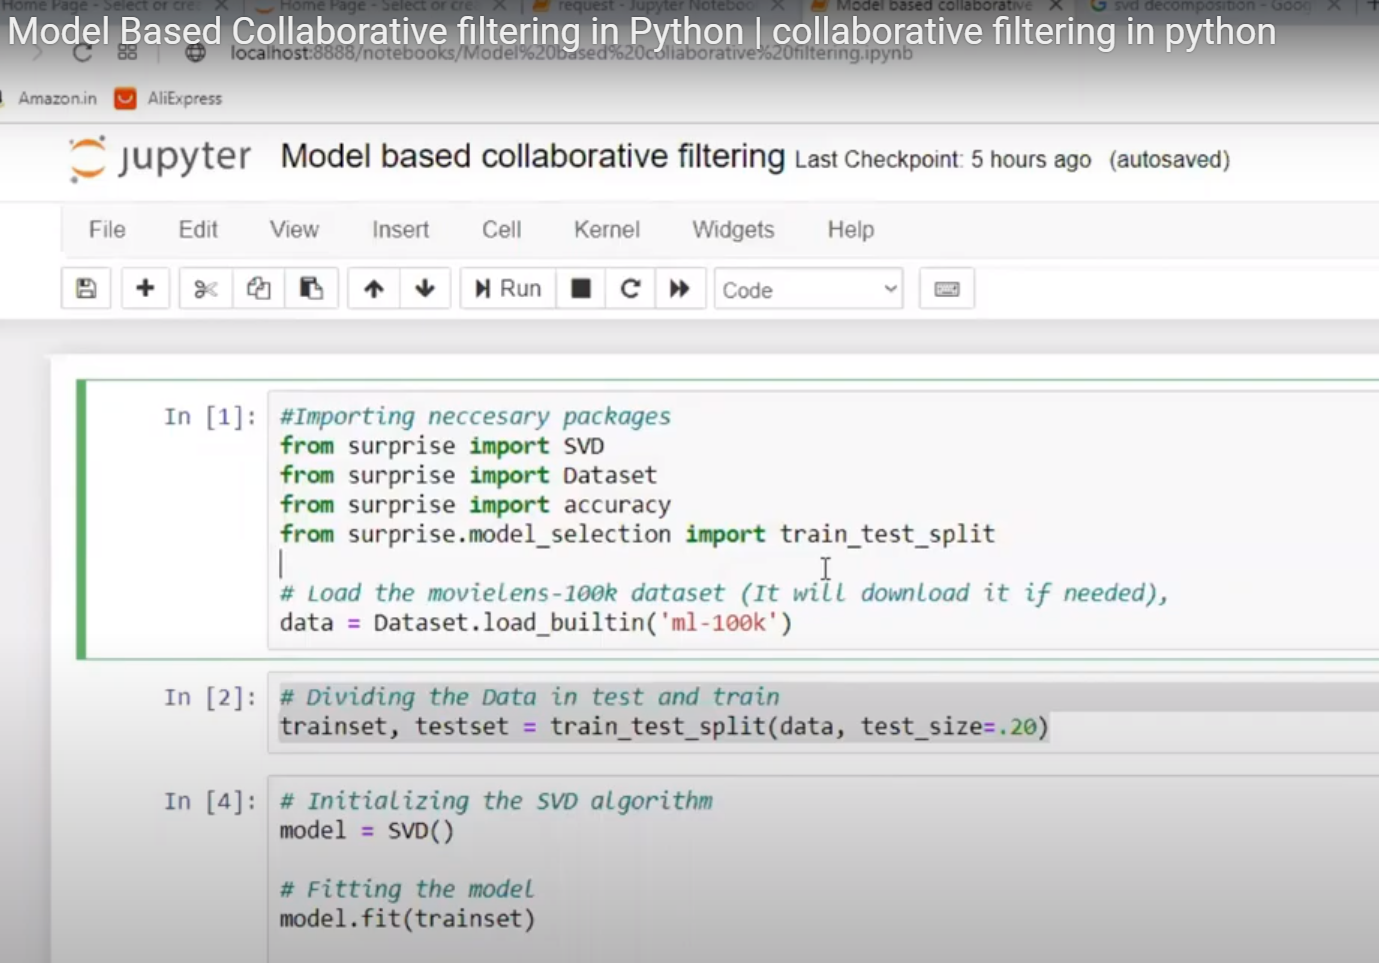 Home Page - Select or cre
Home Page - Select or cre
request - Jupyter Noteboo
Model based collaborative
svd decomposition - Goog
Model Based Collaborative filtering in Python | collaborative filtering in python
localhost:8888/notebooks/Model%20based%20collaborative%20filtering.ipynb
Amazon.in AliExpress
jupyter Model based collaborative filtering Last Checkpoint: 5 hours ago (autosaved)
File Edit View Insert Cell Kernel Widgets Help
Run Code
In [1]: #Importing neccesary packages
from surprise import SVD
from surprise import Dataset
from surprise import accuracy
from surprise.model_selection import train_test_split
# Load the movielens-100k dataset (It will download it if needed),
data = Dataset.load_builtin('ml-100k')
In [2]: # Dividing the Data in test and train
trainset, testset = train_test_split(data, test_size=.20)
In [4]: # Initializing the SVD algorithm
model = SVD()
# Fitting the model
model.fit(trainset)